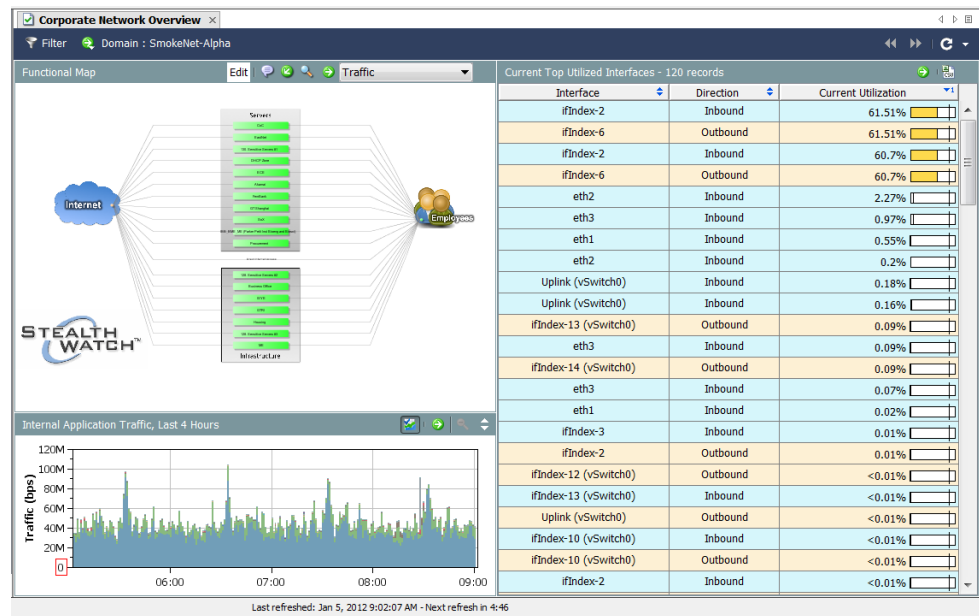 Corporate Network Overview ×
Filter Domain : SmokeNet-Alpha
Functional Map Edit Traffic
Servers
Internet
Employees
Procurement
Business Office
Infrastructure
STEALTH
WATCH™
Internal Application Traffic, Last 4 Hours
120M
100M
80M
60M
40M
20M
0
Traffic (bps)
06:00 07:00 08:00 09:00
Current Top Utilized Interfaces - 120 records
Interface Direction Current Utilization 1
ifIndex-2 Inbound 61.51%
ifIndex-6 Outbound 61.51%
ifIndex-2 Inbound 60.7%
ifIndex-6 Outbound 60.7%
eth2 Inbound 2.27%
eth3 Inbound 0.97%
eth1 Inbound 0.55%
eth2 Inbound 0.2%
Uplink (vSwitch0) Inbound 0.18%
Uplink (vSwitch0) Inbound 0.16%
ifIndex-13 (vSwitch0) Outbound 0.09%
eth3 Inbound 0.09%
ifIndex-14 (vSwitch0) Outbound 0.09%
eth3 Inbound 0.07%
eth1 Inbound 0.02%
ifIndex-3 Inbound 0.01%
ifIndex-2 Outbound 0.01%
ifIndex-12 (vSwitch0) Outbound <0.01%
ifIndex-13 (vSwitch0) Inbound <0.01%
Uplink (vSwitch0) Outbound <0.01%
ifIndex-10 (vSwitch0) Inbound <0.01%
ifIndex-10 (vSwitch0) Outbound <0.01%
ifIndex-2 Inbound <0.01%
Last refreshed: Jan 5, 2012 9:02:07 AM - Next refresh in 4:46